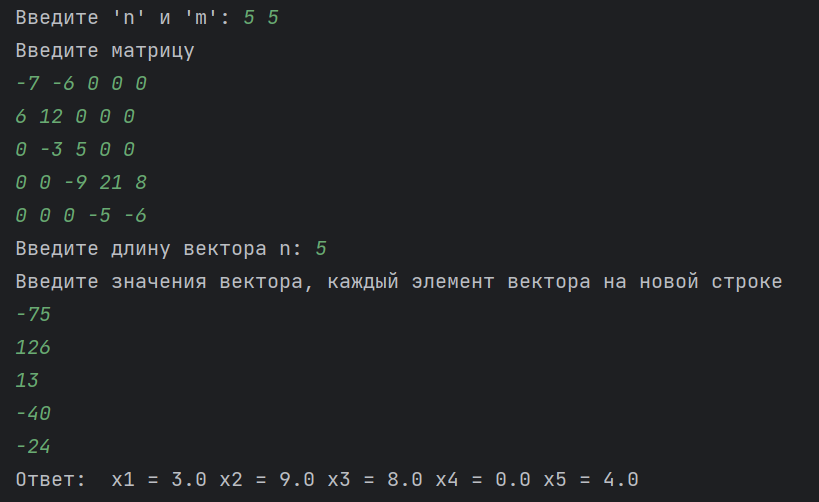 Введите 'n' и 'm': 5 5
Введите матрицу
-7 -6 0 0 0
6 12 0 0 0
0 -3 5 0 0
0 0 -9 21 8
0 0 0 -5 -6
Введите длину вектора n: 5
Введите значения вектора, каждый элемент вектора на новой строке
-75
126
13
-40
-24
Ответ:  x1 = 3.0 x2 = 9.0 x3 = 8.0 x4 = 0.0 x5 = 4.0